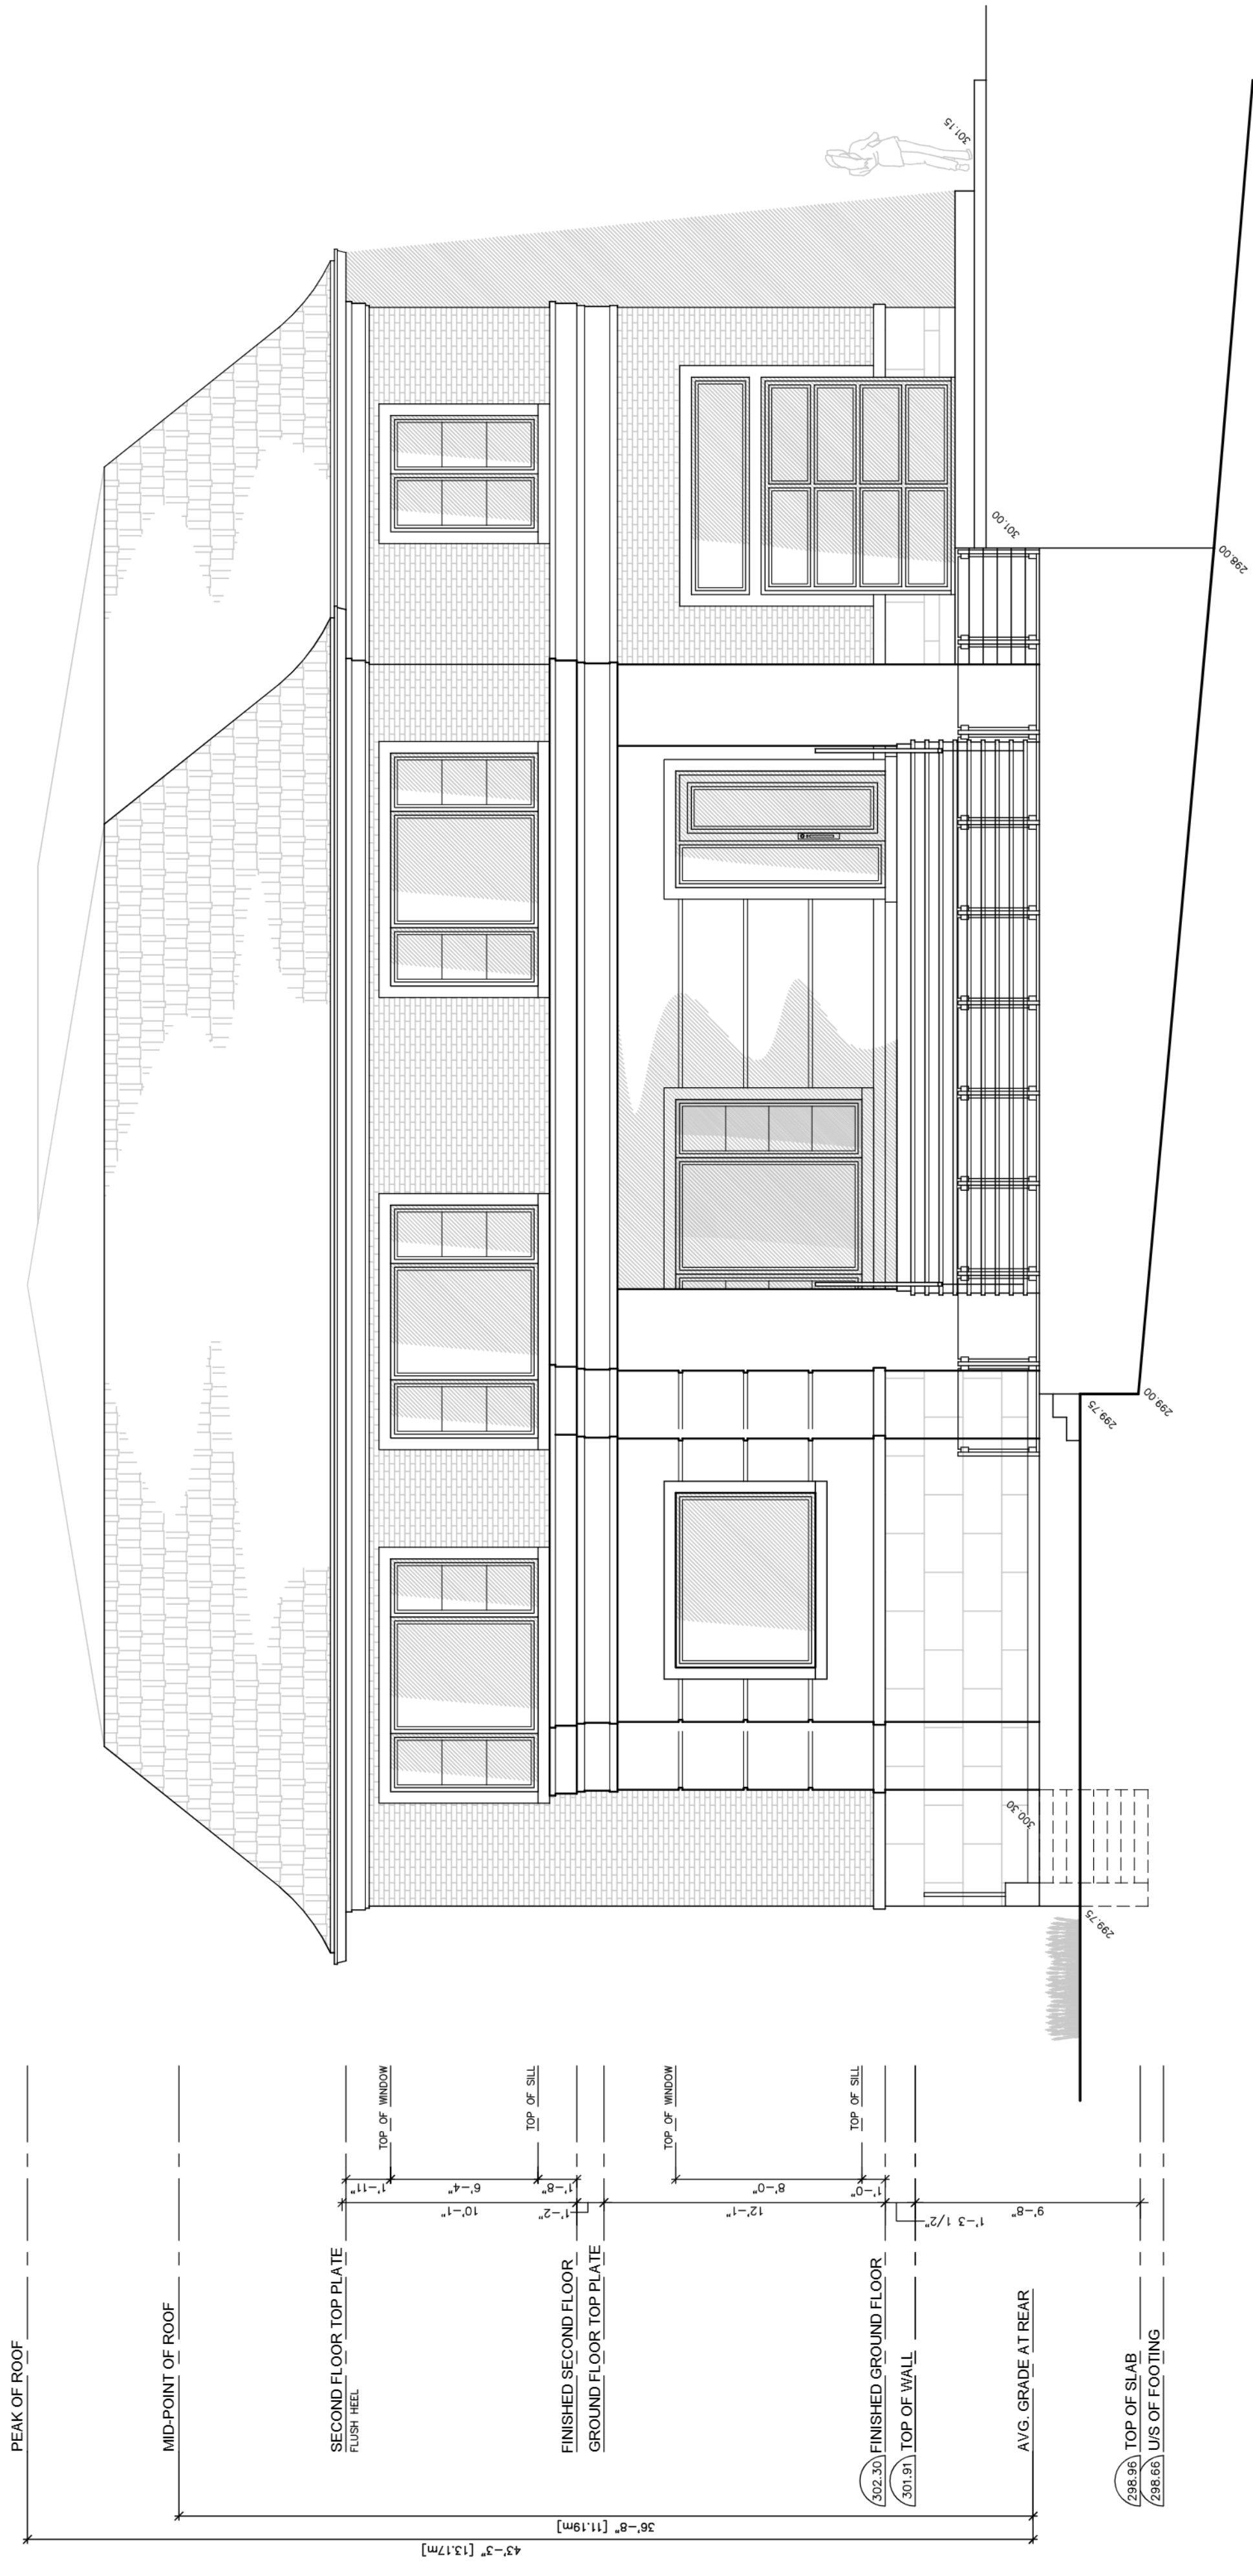 PEAK OF ROOF
MID-POINT OF ROOF
SECOND FLOOR TOP PLATE
FLUSH HEEL
TOP OF WINDOW
TOP OF SILL
1'-11"
6'-4"
1'-8"
10'-1"
1'-2"
FINISHED SECOND FLOOR
GROUND FLOOR TOP PLATE
TOP OF WINDOW
TOP OF SILL
8'-0"
1'-0"
12'-1"
302.30 FINISHED GROUND FLOOR
1'-3 1/2"
301.91 TOP OF WALL
9'-8"
AVG. GRADE AT REAR
298.96 TOP OF SLAB
298.66 U/S OF FOOTING
36'-8" [11.19m]
43'-3" [13.17m]
299.75
300.30
299.75
299.00
301.00
298.00
301.15